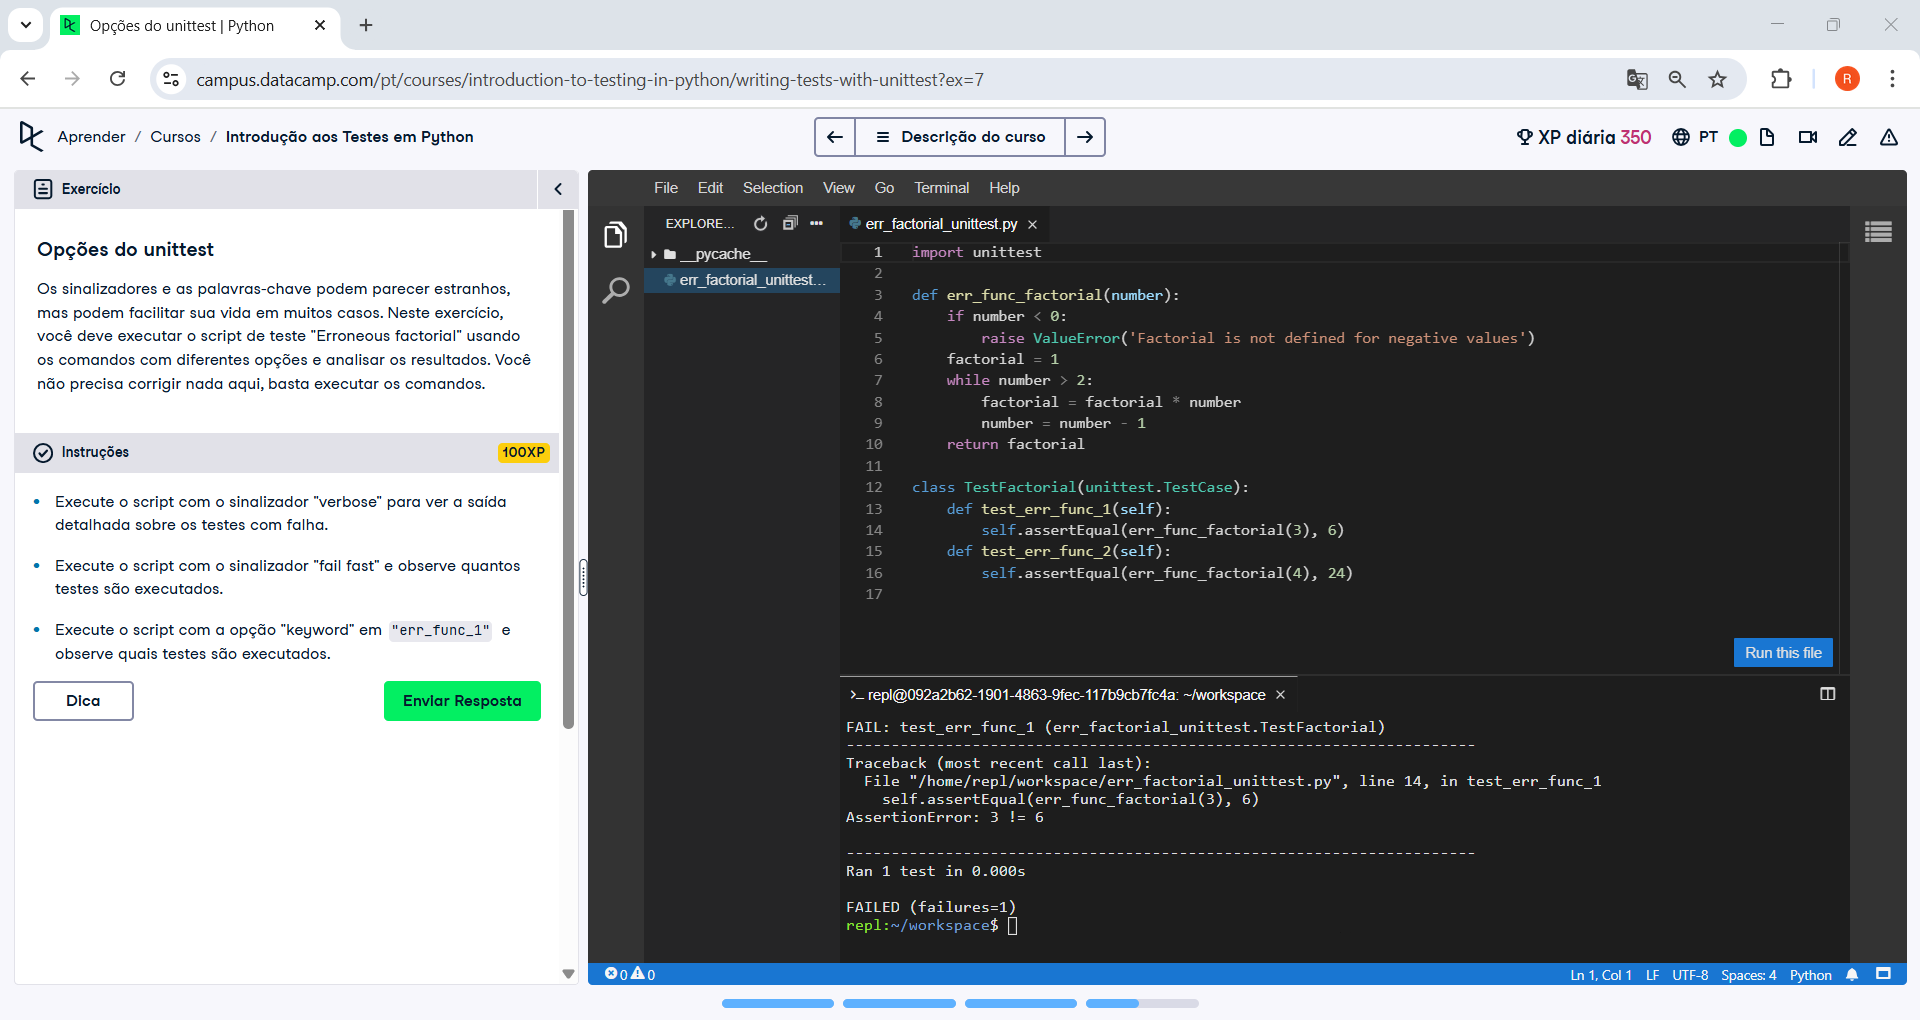 Opções do unittest | Python
campus.datacamp.com/pt/courses/introduction-to-testing-in-python/writing-tests-with-unittest?ex=7
R
Aprender / Cursos / Introdução aos Testes em Python
Descrição do curso
XP diária 350
PT
Exercício
Opções do unittest
Os sinalizadores e as palavras-chave podem parecer estranhos,
mas podem facilitar sua vida em muitos casos. Neste exercício,
você deve executar o script de teste "Erroneous factorial" usando
os comandos com diferentes opções e analisar os resultados. Você
não precisa corrigir nada aqui, basta executar os comandos.
Instruções
100XP
Execute o script com o sinalizador "verbose" para ver a saída
detalhada sobre os testes com falha.
Execute o script com o sinalizador "fail fast" e observe quantos
testes são executados.
Execute o script com a opção "keyword" em "err_func_1" e
observe quais testes são executados.
Dica
Enviar Resposta
File Edit Selection View Go Terminal Help
EXPLORE...
__pycache__
err_factorial_unittest...
err_factorial_unittest.py
1 import unittest
2
3 def err_func_factorial(number):
4     if number < 0:
5         raise ValueError('Factorial is not defined for negative values')
6     factorial = 1
7     while number > 2:
8         factorial = factorial * number
9         number = number - 1
10     return factorial
11
12 class TestFactorial(unittest.TestCase):
13     def test_err_func_1(self):
14         self.assertEqual(err_func_factorial(3), 6)
15     def test_err_func_2(self):
16         self.assertEqual(err_func_factorial(4), 24)
17
Run this file
>_ repl@092a2b62-1901-4863-9fec-117b9cb7fc4a: ~/workspace
FAIL: test_err_func_1 (err_factorial_unittest.TestFactorial)
----------------------------------------------------------------------
Traceback (most recent call last):
  File "/home/repl/workspace/err_factorial_unittest.py", line 14, in test_err_func_1
    self.assertEqual(err_func_factorial(3), 6)
AssertionError: 3 != 6
----------------------------------------------------------------------
Ran 1 test in 0.000s
FAILED (failures=1)
repl:~/workspace$
0 0
Ln 1, Col 1 LF UTF-8 Spaces: 4 Python